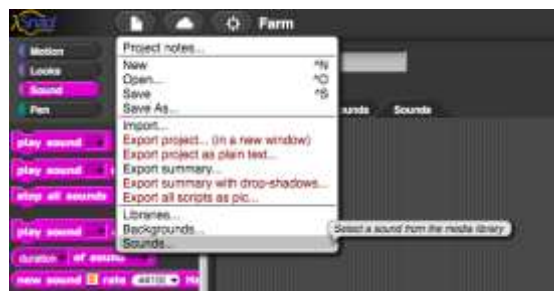 Snap!
Farm
Motion
Looks
Sound
Pen
Project notes...
New ^N
Open... ^O
Save ^S
Save As...
Import...
Export project... (in a new window)
Export project as plain text...
Export summary...
Export summary with drop-shadows...
Export all scripts as pic...
Libraries...
Backgrounds...
Sounds...
Select a sound from the media library
Sounds
play sound
play sound
stop all sounds
play sound
duration of sound
new sound rate 44100